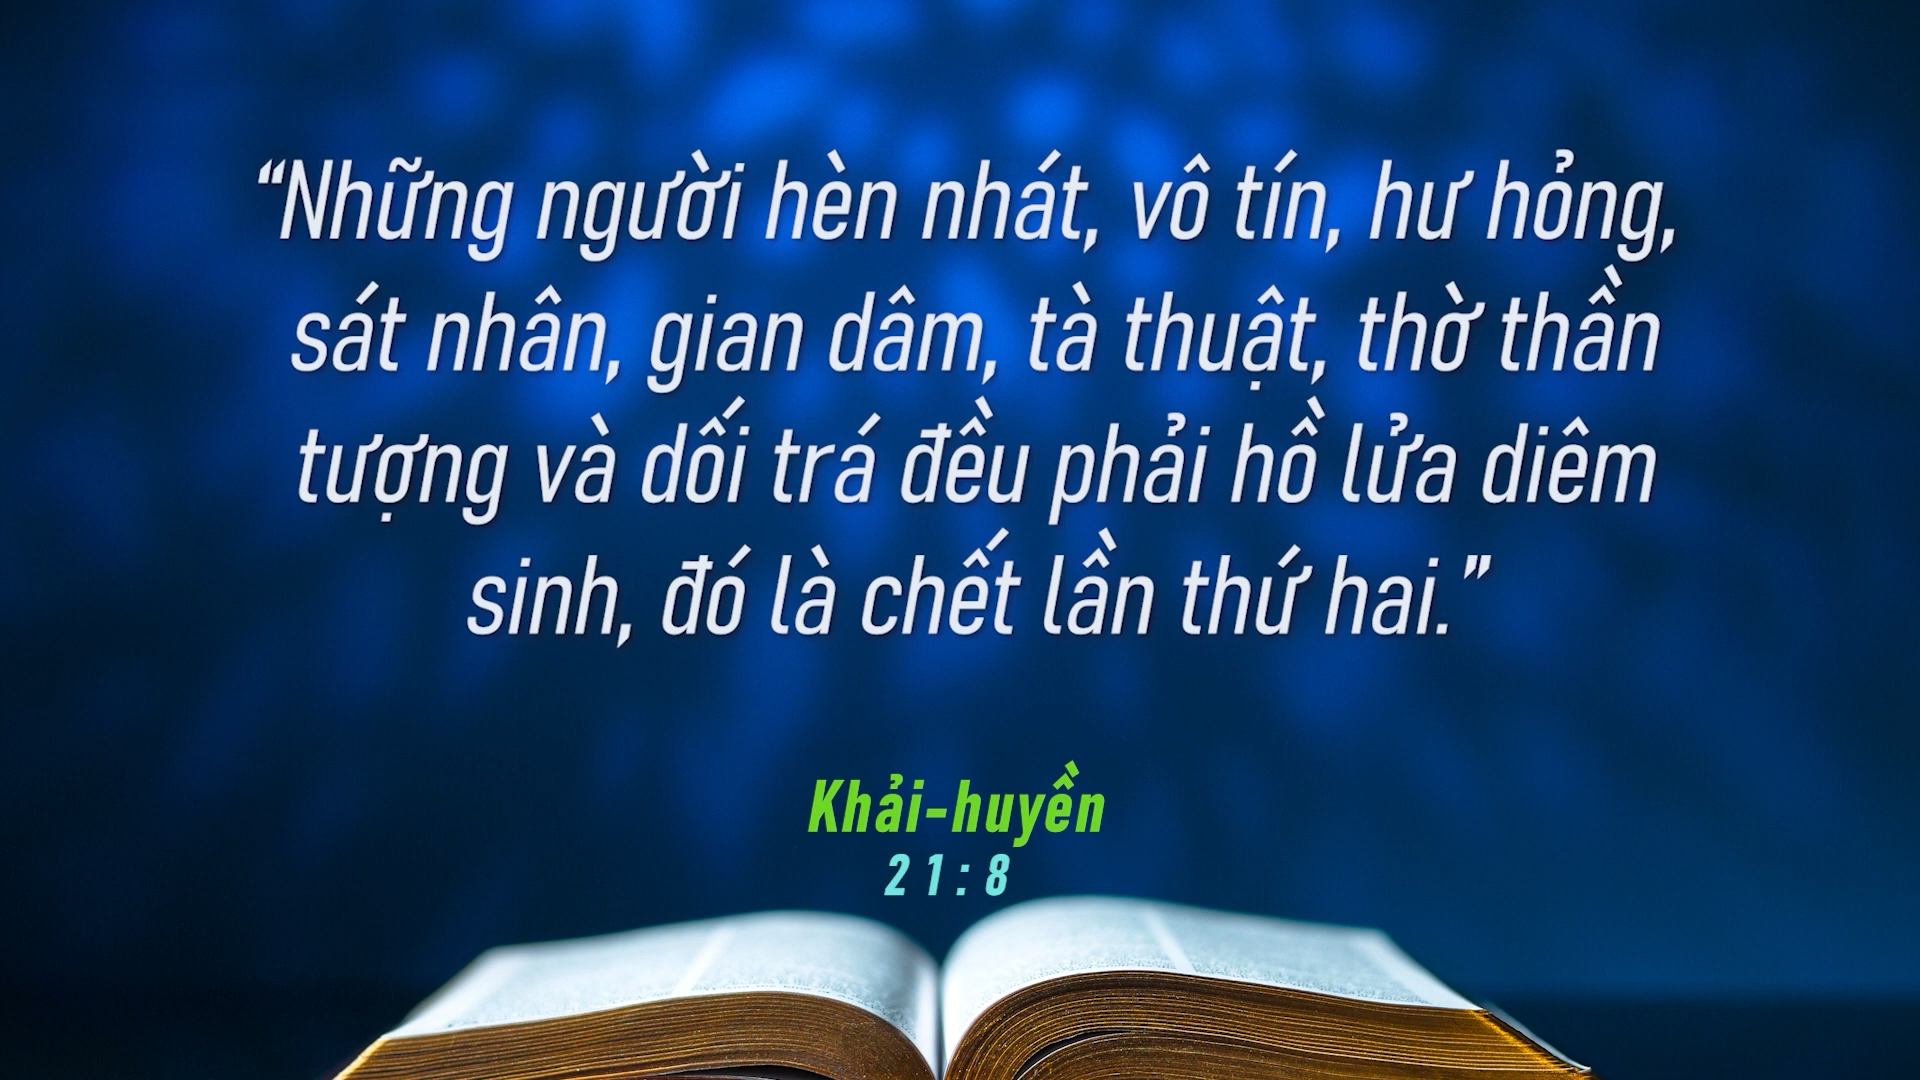 “Những người hèn nhát, vô tín, hư hỏng,
sát nhân, gian dâm, tà thuật, thờ thần
tượng và dối trá đều phải hồ lửa diêm
sinh, đó là chết lần thứ hai.”
Khải-huyền
21:8